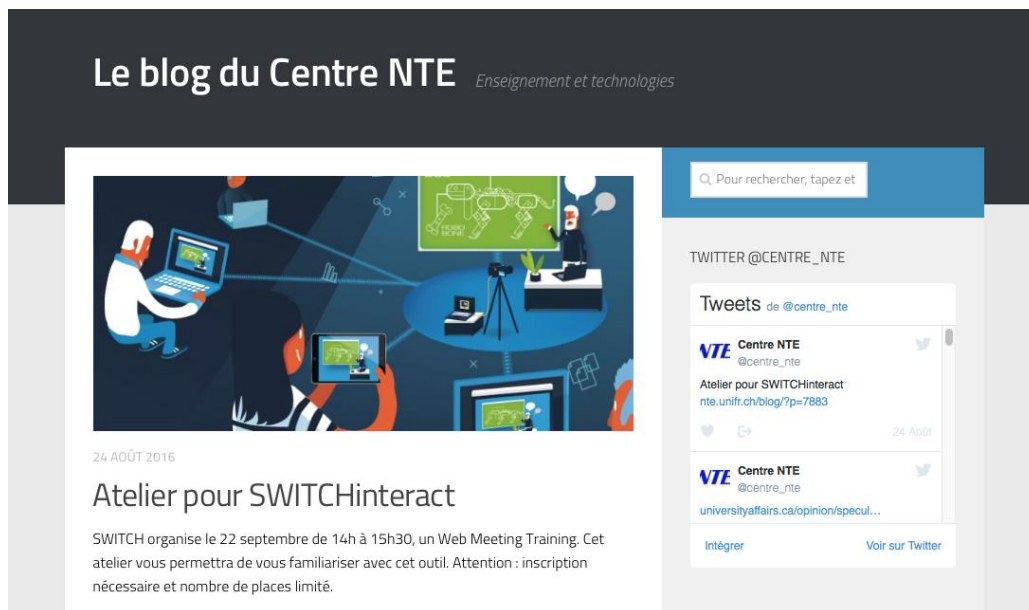 Le blog du Centre NTE Enseignement et technologies
ROBO
BONE
24 AOÛT 2016
Atelier pour SWITCHinteract
SWITCH organise le 22 septembre de 14h à 15h30, un Web Meeting Training. Cet
atelier vous permettra de vous familiariser avec cet outil. Attention : inscription
nécessaire et nombre de places limité.
Pour rechercher, tapez et
TWITTER @CENTRE_NTE
Tweets de @centre_nte
NTE Centre NTE
@centre_nte
Atelier pour SWITCHinteract
nte.unifr.ch/blog/?p=7883
24 Août
NTE Centre NTE
@centre_nte
universityaffairs.ca/opinion/specul…
Intégrer Voir sur Twitter